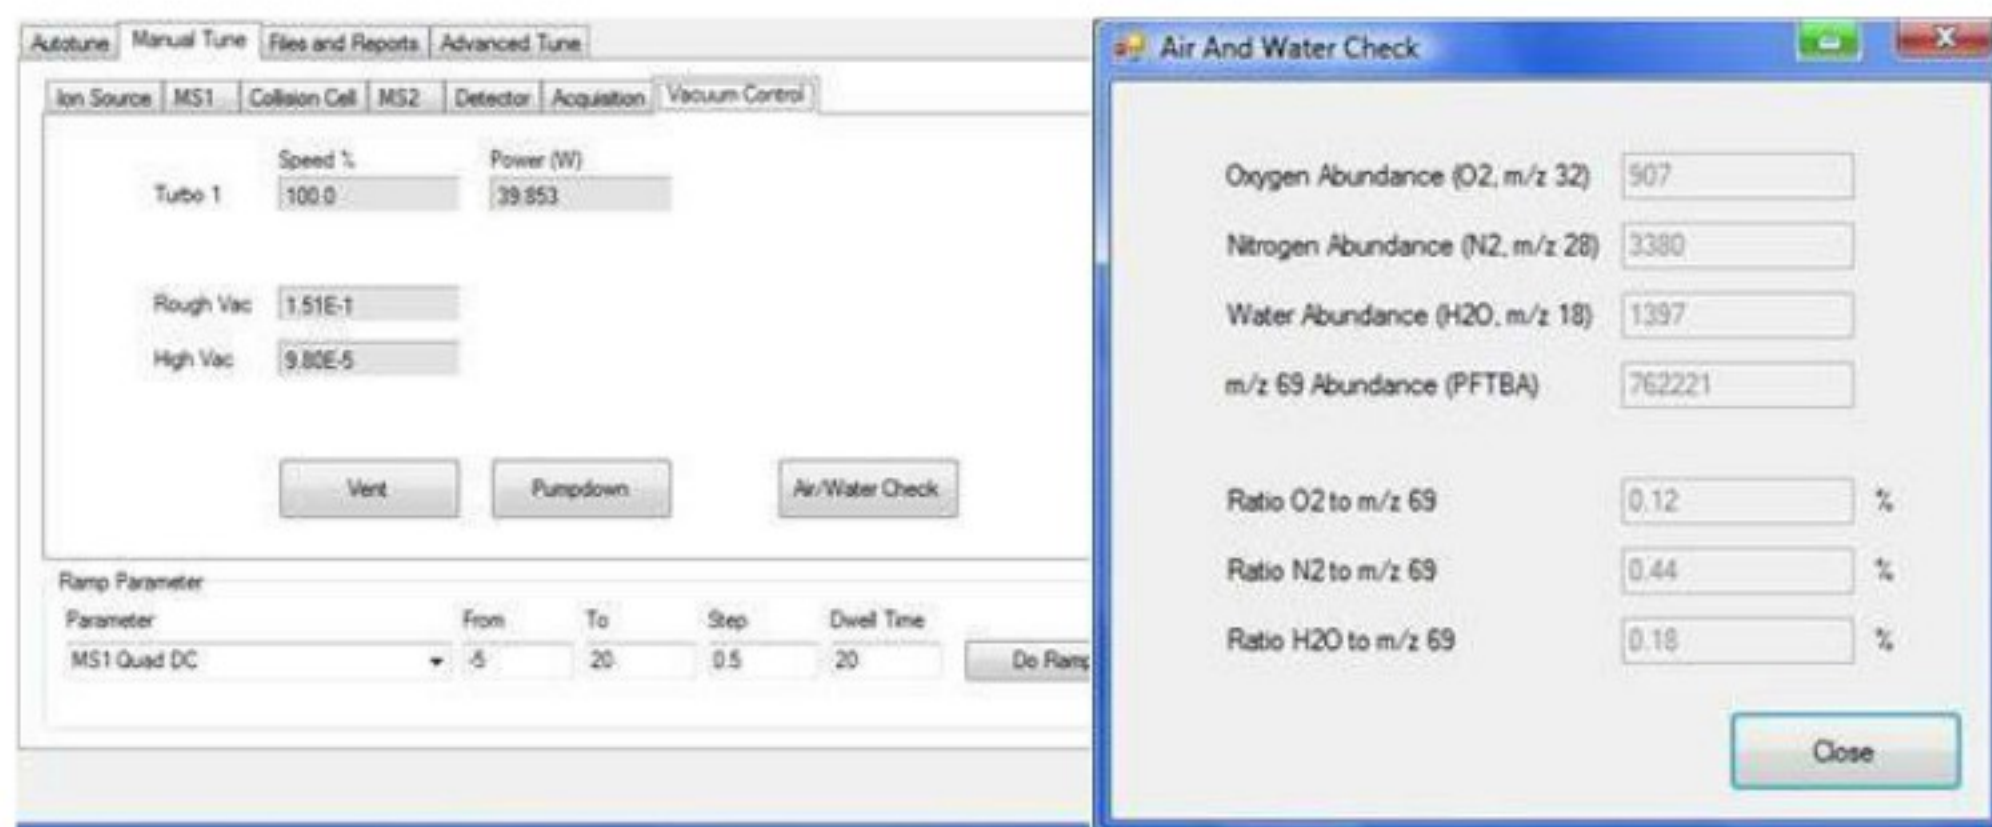 Autotune Manual Tune Files and Reports Advanced Tune
Ion Source MS1 Collision Cell MS2 Detector Acquisition Vacuum Control
Speed % Power (W)
Turbo 1 100.0 39.853
Rough Vac 1.51E-1
High Vac 9.80E-5
Vent Pumpdown Air/Water Check
Ramp Parameter
Parameter From To Step Dwell Time
MS1 Quad DC -5 20 0.5 20 Do Ramp
Air And Water Check
Oxygen Abundance (O2, m/z 32) 907
Nitrogen Abundance (N2, m/z 28) 3380
Water Abundance (H2O, m/z 18) 1397
m/z 69 Abundance (PFTBA) 762221
Ratio O2 to m/z 69 0.12 %
Ratio N2 to m/z 69 0.44 %
Ratio H2O to m/z 69 0.18 %
Close